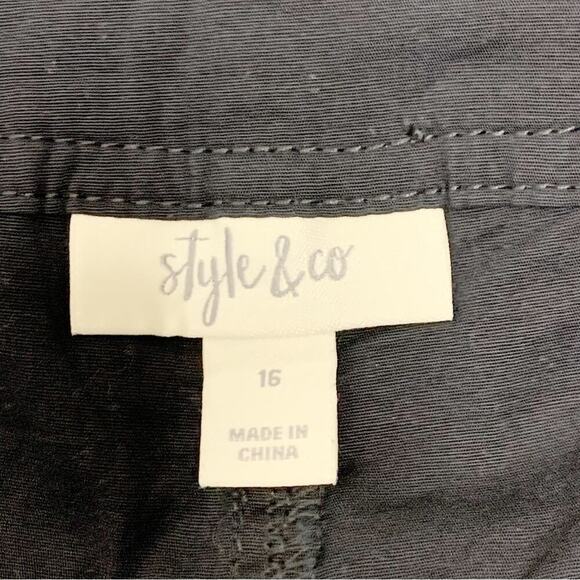 style & co
16
MADE IN
CHINA